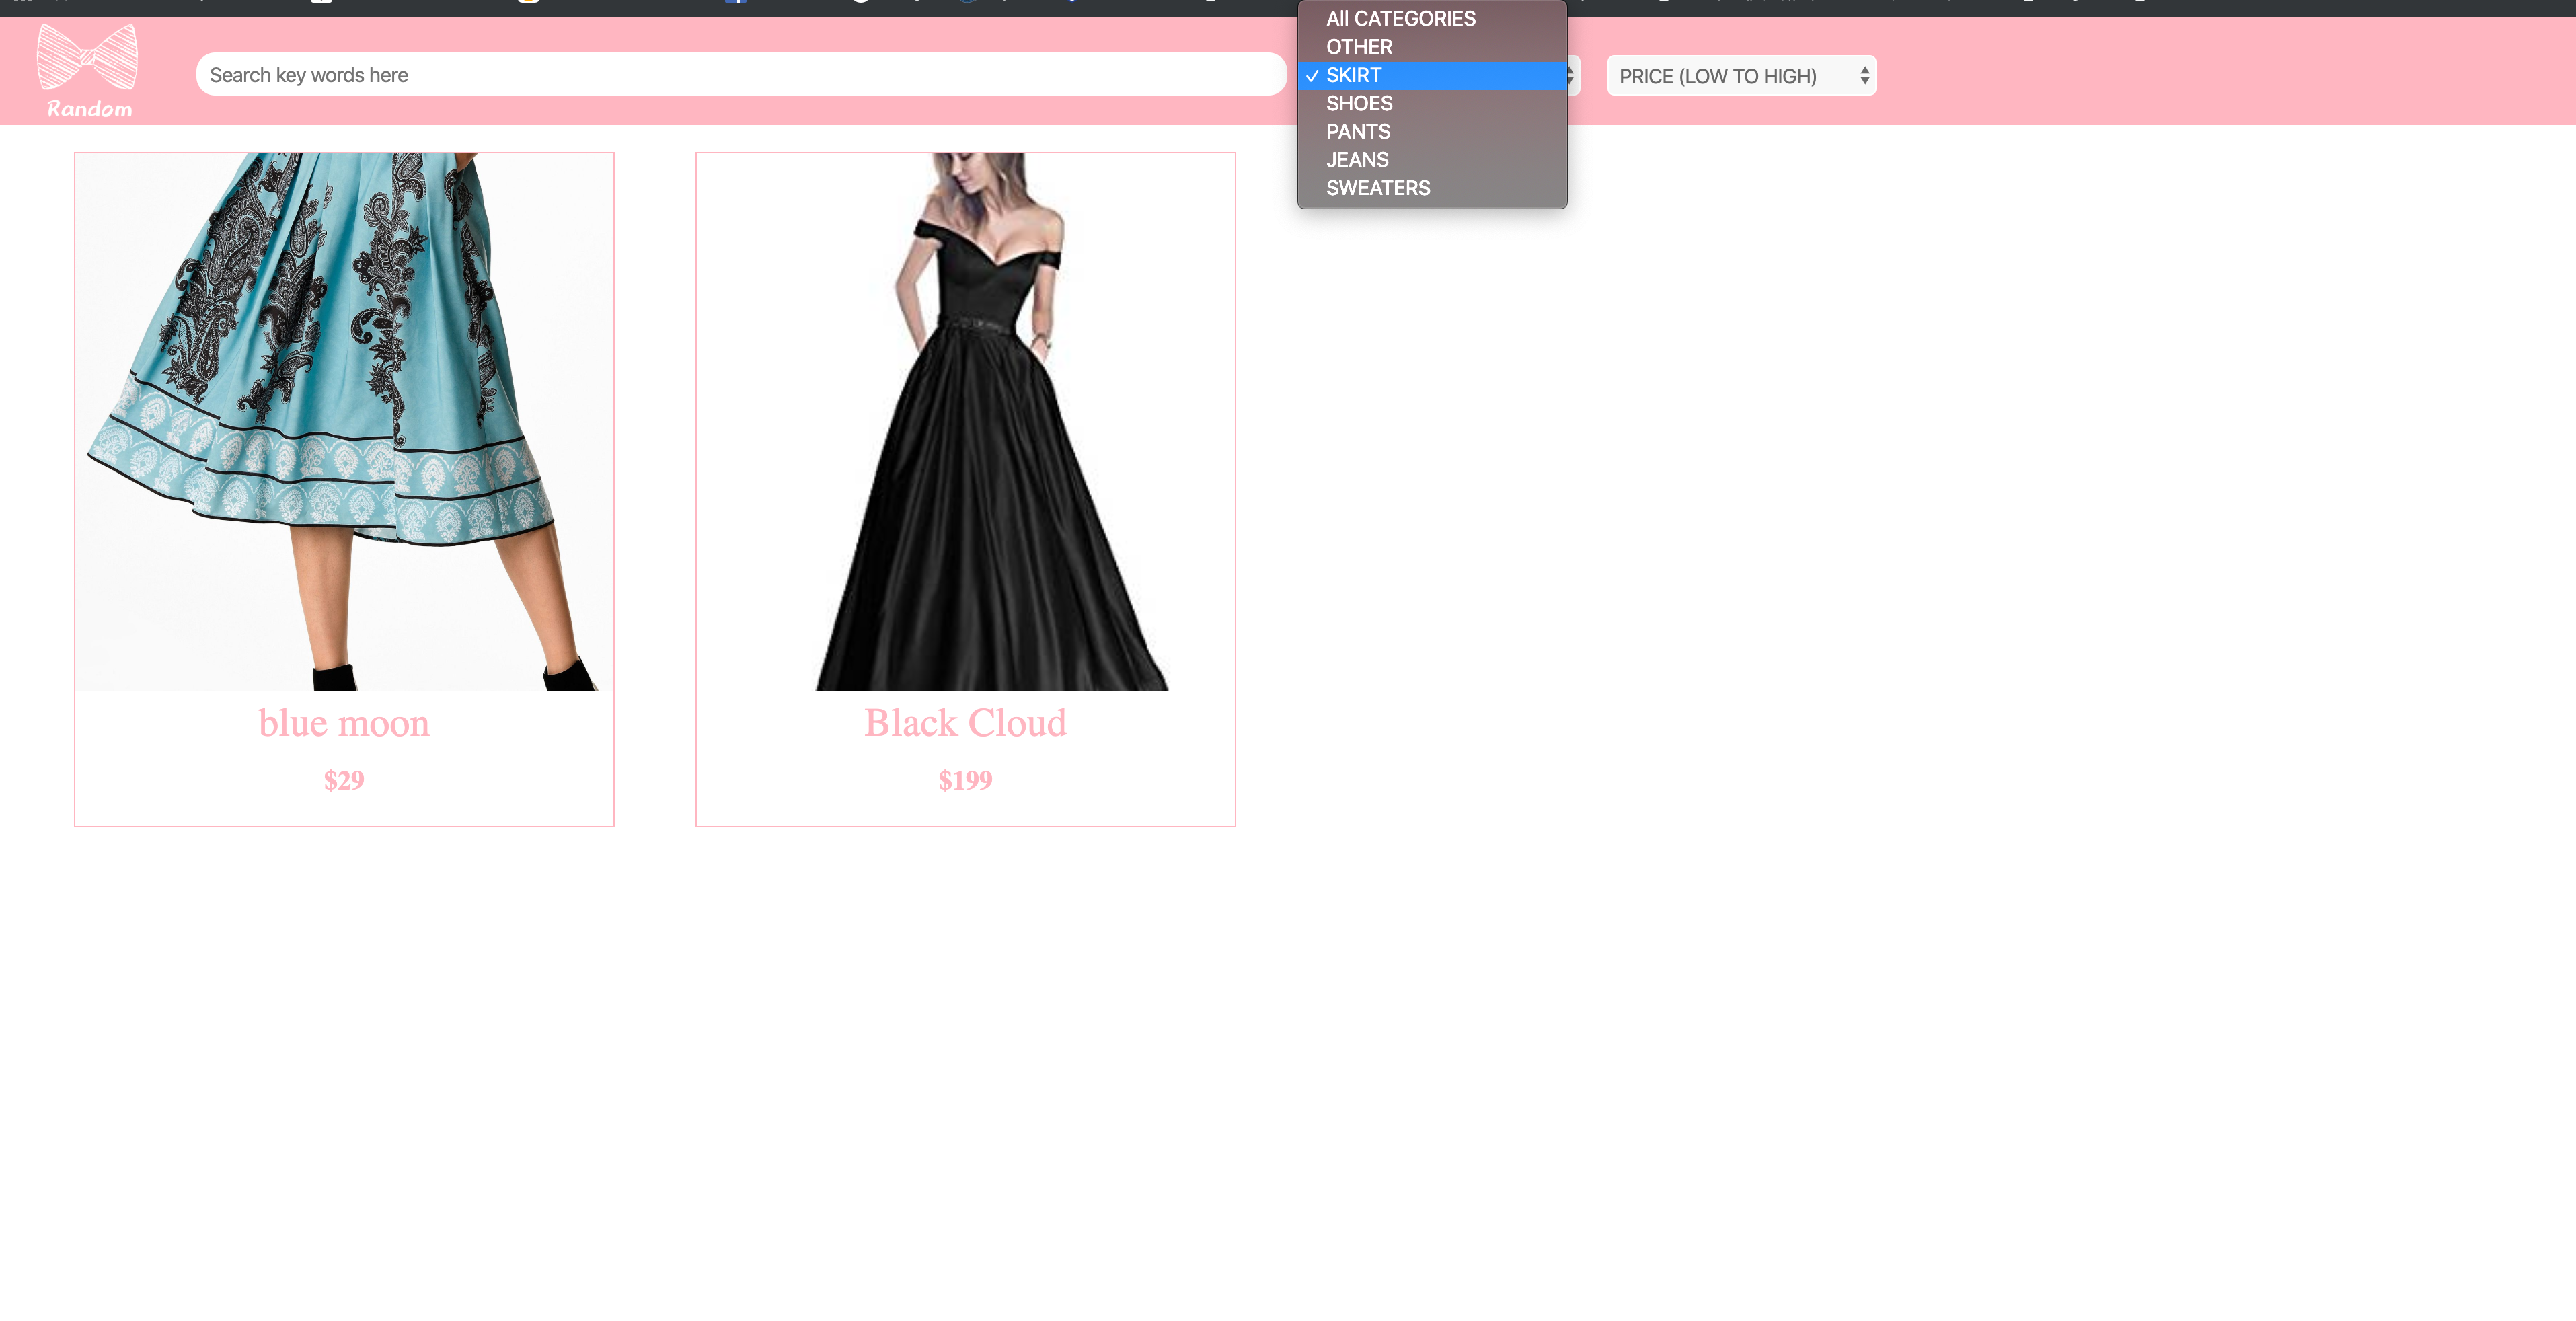 Random
Search key words here
All CATEGORIES
OTHER
✓ SKIRT
SHOES
PANTS
JEANS
SWEATERS
PRICE (LOW TO HIGH)
blue moon
$29
Black Cloud
$199